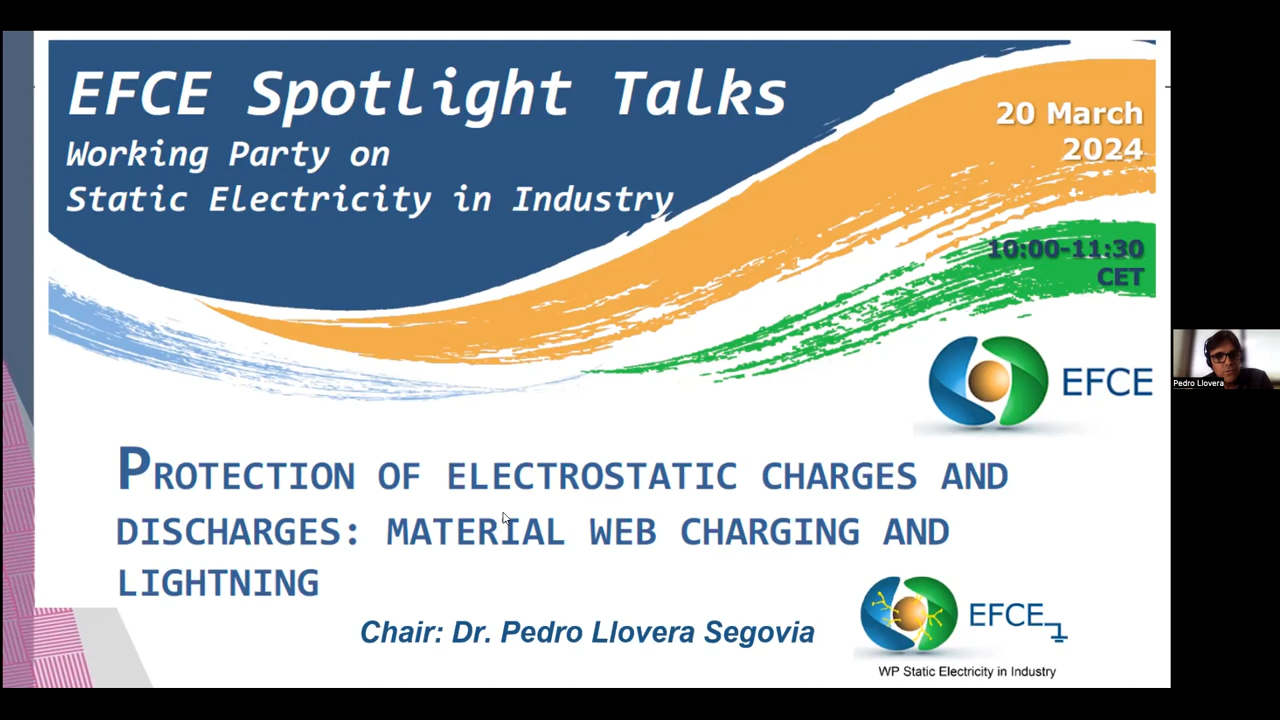 EFCE Spotlight Talks
Working Party on
Static Electricity in Industry
20 March
2024
10:00-11:30
CET
EFCE
PROTECTION OF ELECTROSTATIC CHARGES AND
DISCHARGES: MATERIAL WEB CHARGING AND
LIGHTNING
Chair: Dr. Pedro Llovera Segovia
EFCE
WP Static Electricity in Industry
Pedro Llovera